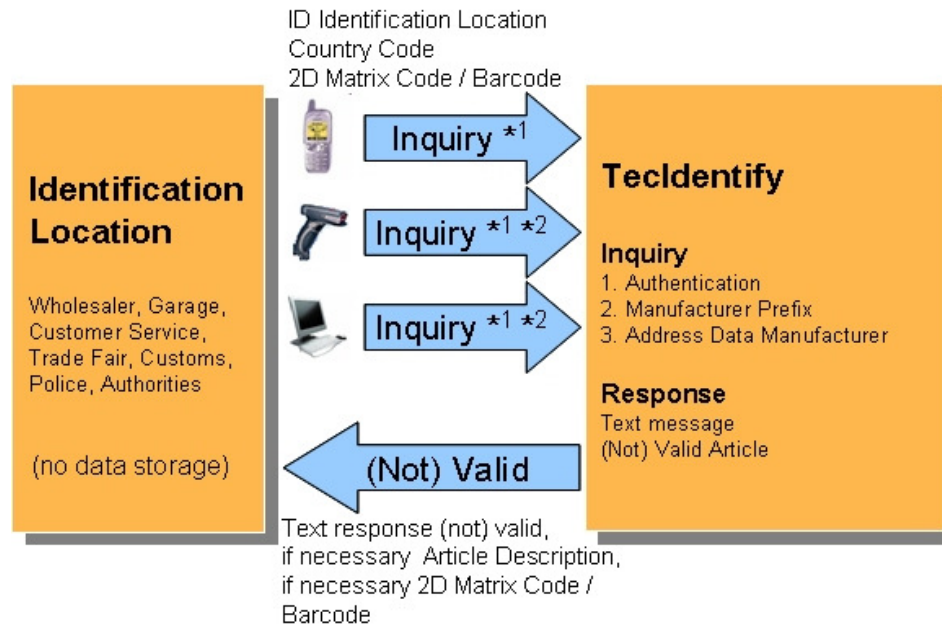 ID Identification Location
Country Code
2D Matrix Code / Barcode
Identification
Location
Wholesaler, Garage,
Customer Service,
Trade Fair, Customs,
Police, Authorities
(no data storage)
Inquiry *1
Inquiry *1 *2
Inquiry *1 *2
(Not) Valid
Text response (not) valid,
if necessary Article Description,
if necessary 2D Matrix Code /
Barcode
TecIdentify
Inquiry
1. Authentication
2. Manufacturer Prefix
3. Address Data Manufacturer
Response
Text message
(Not) Valid Article